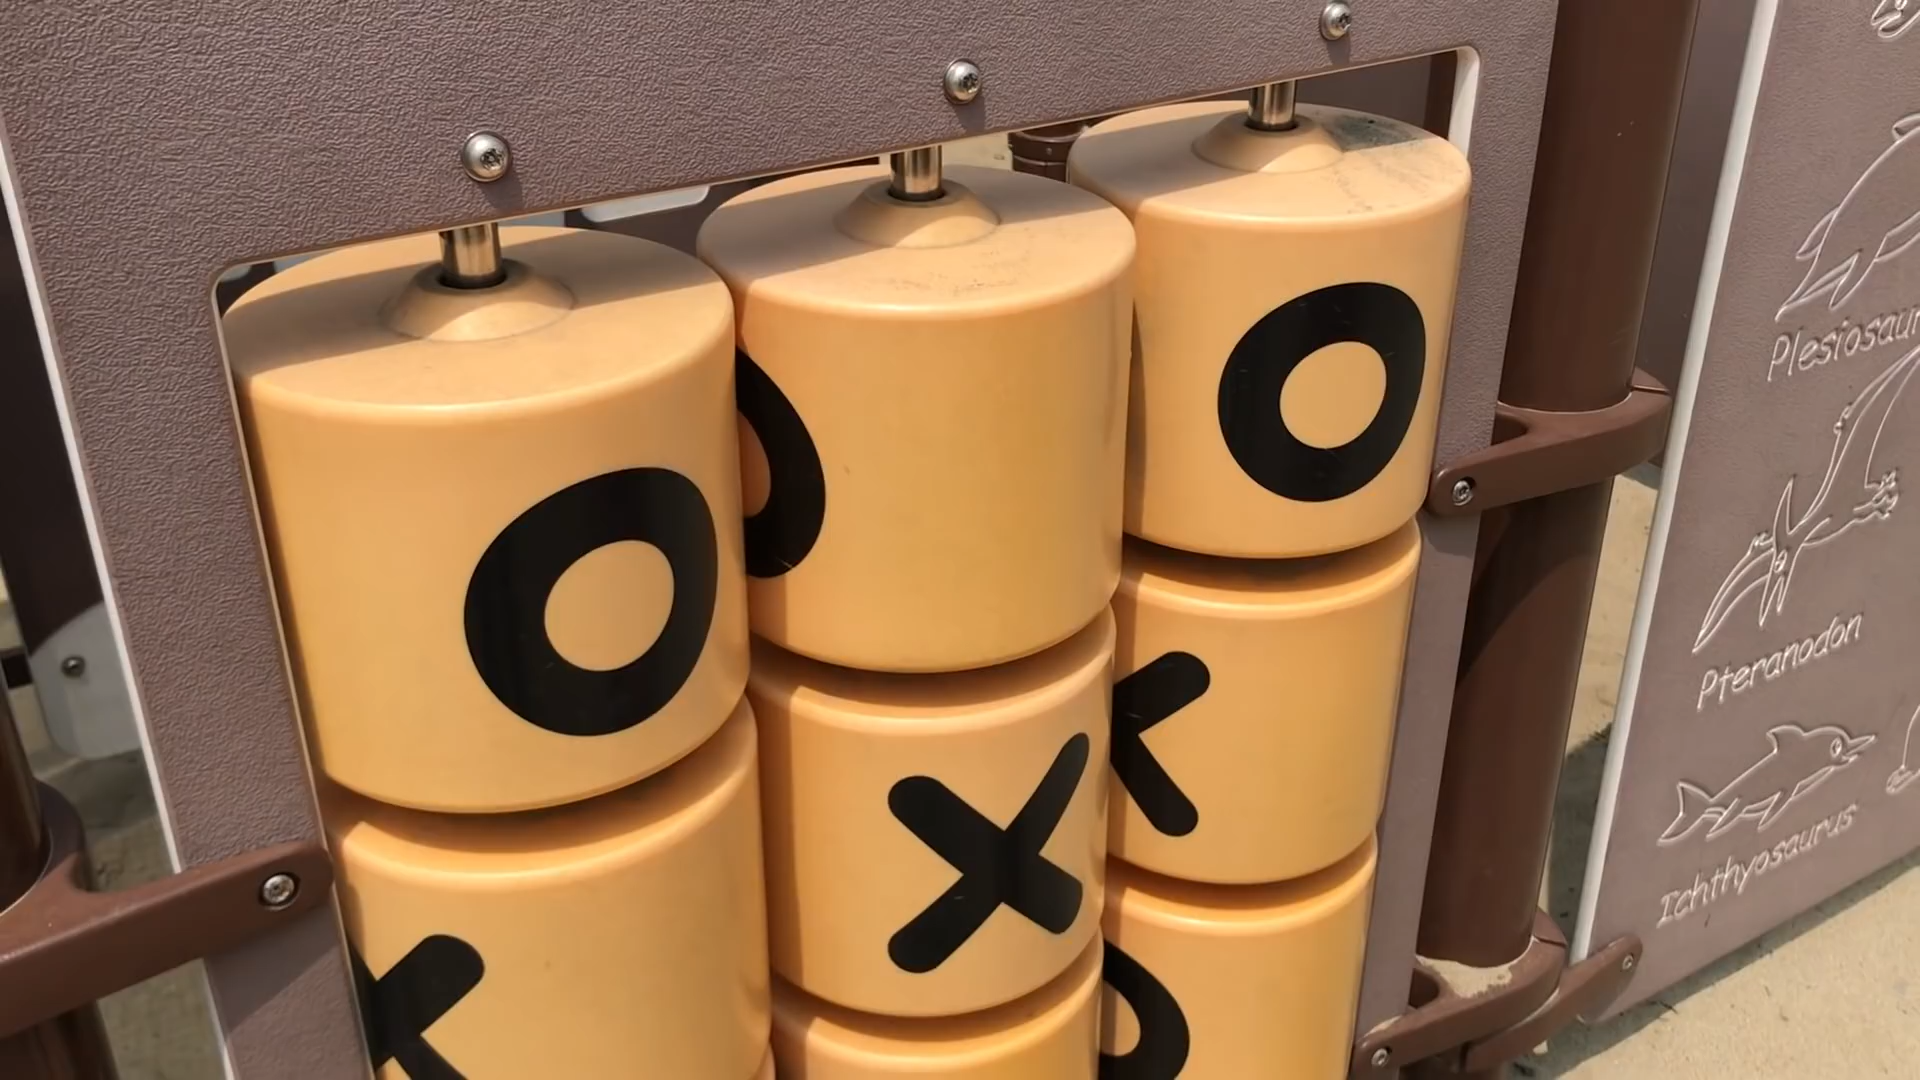 O O O
X X X
O
Plesiosaur
Pteranodon
Ichthyosaurus